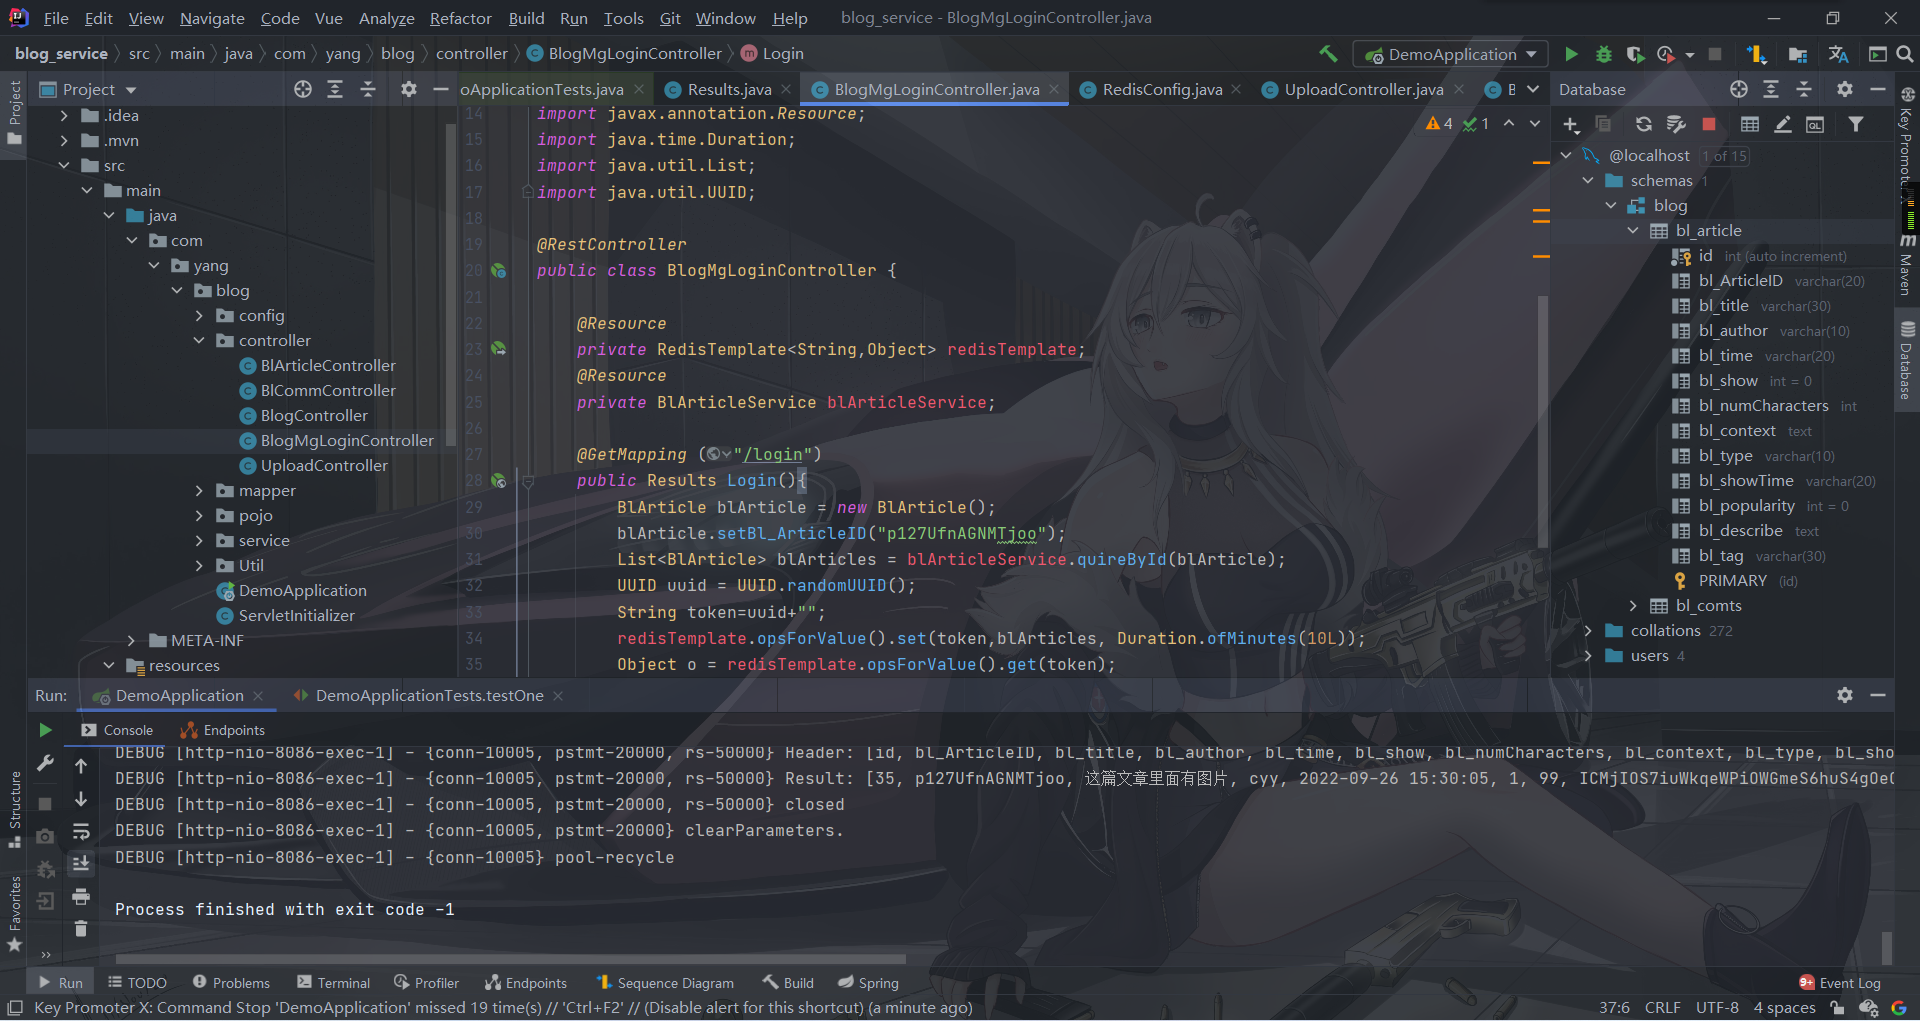 File Edit View Navigate Code Vue Analyze Refactor Build Run Tools Git Window Help blog_service - BlogMgLoginController.java
blog_service src main java com yang blog controller BlogMgLoginController Login
DemoApplication
Project
oApplicationTests.java Results.java BlogMgLoginController.java RedisConfig.java UploadController.java
Database
.idea
.mvn
src
main
java
com
yang
blog
config
controller
BlArticleController
BlCommController
BlogController
BlogMgLoginController
UploadController
mapper
pojo
service
Util
DemoApplication
ServletInitializer
META-INF
resources
4 1
14 import javax.annotation.Resource;
15 import java.time.Duration;
16 import java.util.List;
17 import java.util.UUID;
18
19 @RestController
20 public class BlogMgLoginController {
21
22 @Resource
23 private RedisTemplate<String,Object> redisTemplate;
24 @Resource
25 private BlArticleService blArticleService;
26
27 @GetMapping ("/login")
28 public Results Login(){
29 BlArticle blArticle = new BlArticle();
30 blArticle.setBl_ArticleID("p127UfnAGNMTjoo");
31 List<BlArticle> blArticles = blArticleService.quireById(blArticle);
32 UUID uuid = UUID.randomUUID();
33 String token=uuid+"";
34 redisTemplate.opsForValue().set(token,blArticles, Duration.ofMinutes(10L));
35 Object o = redisTemplate.opsForValue().get(token);
@localhost 1 of 15
schemas 1
blog
bl_article
id int (auto increment)
bl_ArticleID varchar(20)
bl_title varchar(30)
bl_author varchar(10)
bl_time varchar(20)
bl_show int = 0
bl_numCharacters int
bl_context text
bl_type varchar(10)
bl_showTime varchar(20)
bl_popularity int = 0
bl_describe text
bl_tag varchar(30)
PRIMARY (id)
bl_comts
collations 272
users 4
Project
Structure
Favorites
Maven
Database
Run: DemoApplication DemoApplicationTests.testOne
Console Endpoints
DEBUG [http-nio-8086-exec-1] - {conn-10005, pstmt-20000, rs-50000} Header: [id, bl_ArticleID, bl_title, bl_author, bl_time, bl_show, bl_numCharacters, bl_context, bl_type, bl_sho
DEBUG [http-nio-8086-exec-1] - {conn-10005, pstmt-20000, rs-50000} Result: [35, p127UfnAGNMTjoo, 这篇文章里面有图片, cyy, 2022-09-26 15:30:05, 1, 99, ICMjIOS7iuWkqeWPiOWGmeS6huS4gOeC
DEBUG [http-nio-8086-exec-1] - {conn-10005, pstmt-20000, rs-50000} closed
DEBUG [http-nio-8086-exec-1] - {conn-10005, pstmt-20000} clearParameters.
DEBUG [http-nio-8086-exec-1] - {conn-10005} pool-recycle
Process finished with exit code -1
Run TODO Problems Terminal Profiler Endpoints Sequence Diagram Build Spring 9+ Event Log
Key Promoter X: Command Stop 'DemoApplication' missed 19 time(s) // 'Ctrl+F2' // (Disable alert for this shortcut) (a minute ago) 37:6 CRLF UTF-8 4 spaces